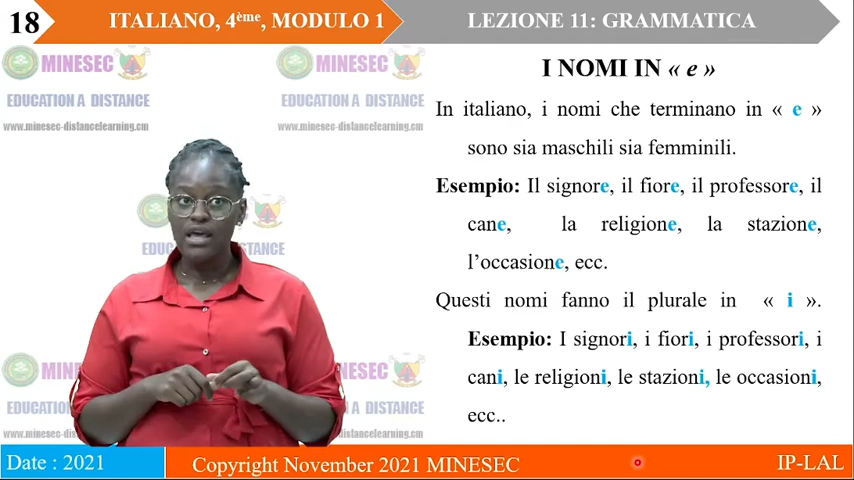 18
ITALIANO, 4ème, MODULO 1
LEZIONE 11: GRAMMATICA
MINESEC
EDUCATION A DISTANCE
www.minesec-distancelearning.cm
MINESEC
EDUCATION A DISTANCE
www.minesec-distancelearning.cm
I NOMI IN « e »
In italiano, i nomi che terminano in « e »
sono sia maschili sia femminili.
Esempio: Il signore, il fiore, il professore, il
cane, la religione, la stazione,
l’occasione, ecc.
Questi nomi fanno il plurale in « i ».
Esempio: I signori, i fiori, i professori, i
cani, le religioni, le stazioni, le occasioni,
ecc..
Date : 2021
Copyright November 2021 MINESEC
IP-LAL